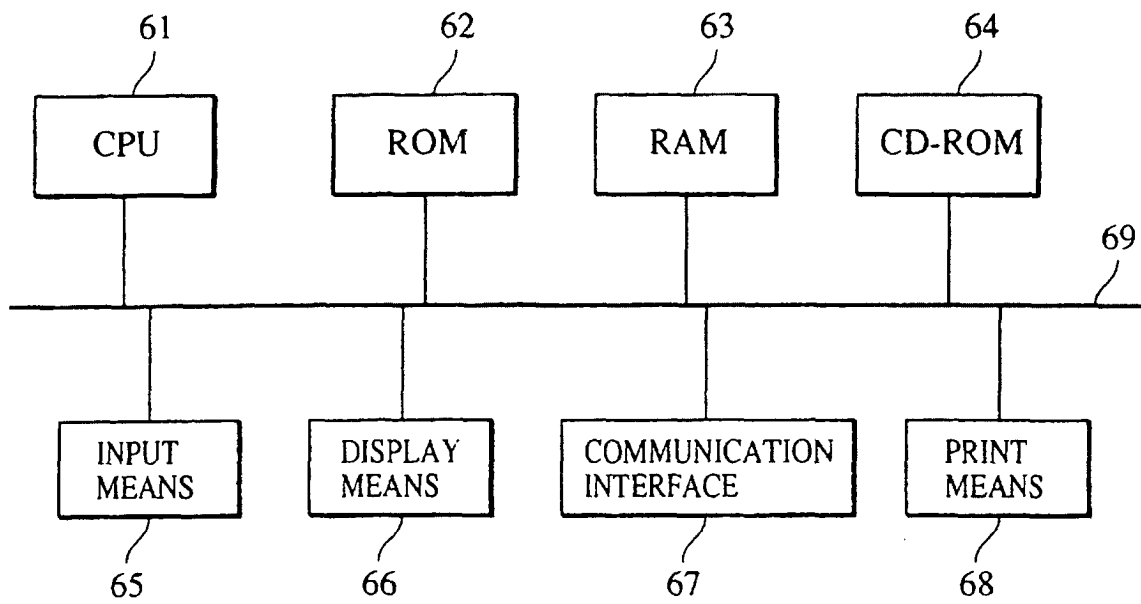 61
62
63
64
CPU
ROM
RAM
CD-ROM
69
INPUT
MEANS
DISPLAY
MEANS
COMMUNICATION
INTERFACE
PRINT
MEANS
65
66
67
68